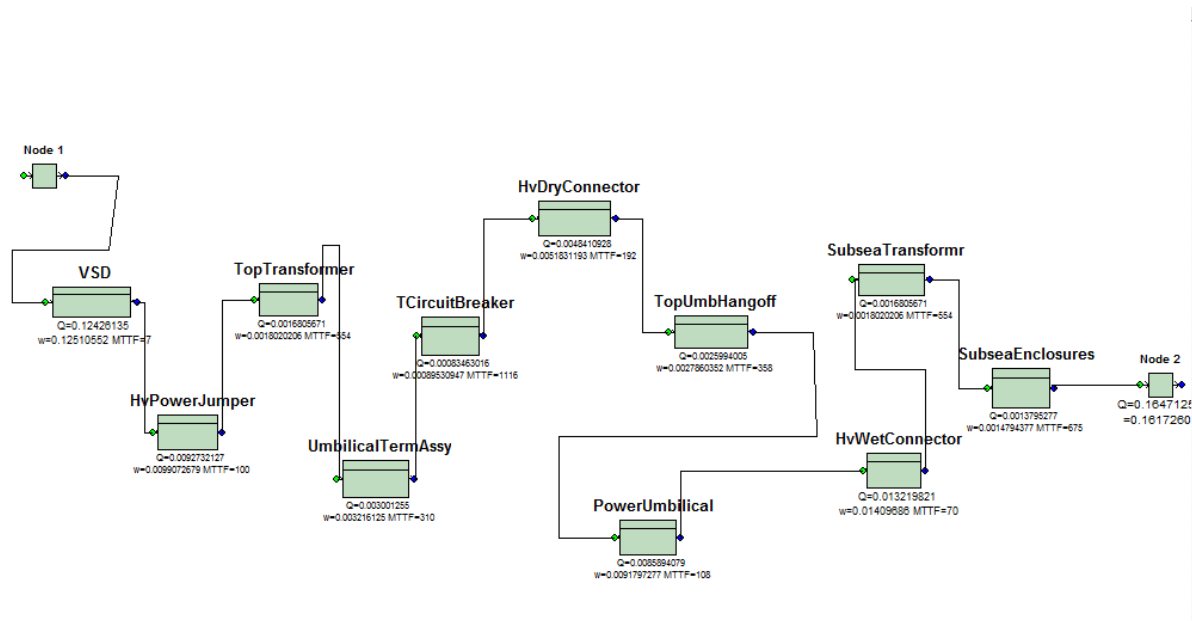 Node 1
VSD
Q=0.12426135
w=0.12510552 MTTF=7
HvPowerJumper
Q=0.0092732127
w=0.0099072679 MTTF=100
TopTransformer
Q=0.0016805671
w=0.0018020206 MTTF=554
UmbilicalTermAssy
Q=0.003001255
w=0.003216125 MTTF=310
TCircuitBreaker
Q=0.00083463016
w=0.00089530947 MTTF=1116
HvDryConnector
Q=0.0048410928
w=0.0051831193 MTTF=192
TopUmbHangoff
Q=0.0025994005
w=0.0027860352 MTTF=358
PowerUmbilical
Q=0.0085894079
w=0.0091797277 MTTF=108
HvWetConnector
Q=0.013219821
w=0.01409686 MTTF=70
SubseaTransformr
Q=0.0016805671
w=0.0018020206 MTTF=554
SubseaEnclosures
Q=0.0013795277
w=0.0014794377 MTTF=675
Node 2
Q=0.1647125
=0.1617260